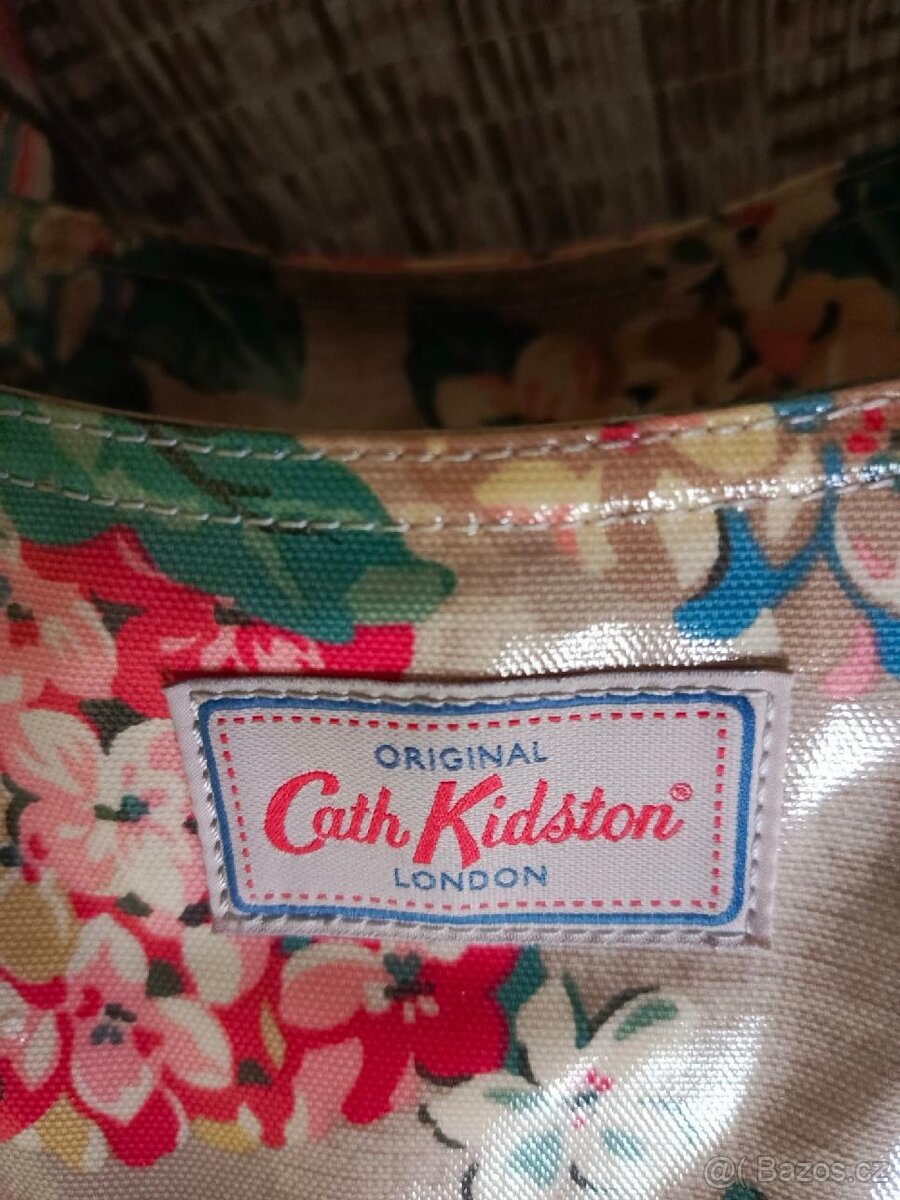 ORIGINAL
Cath Kidston®
LONDON
@( Bazos.cz